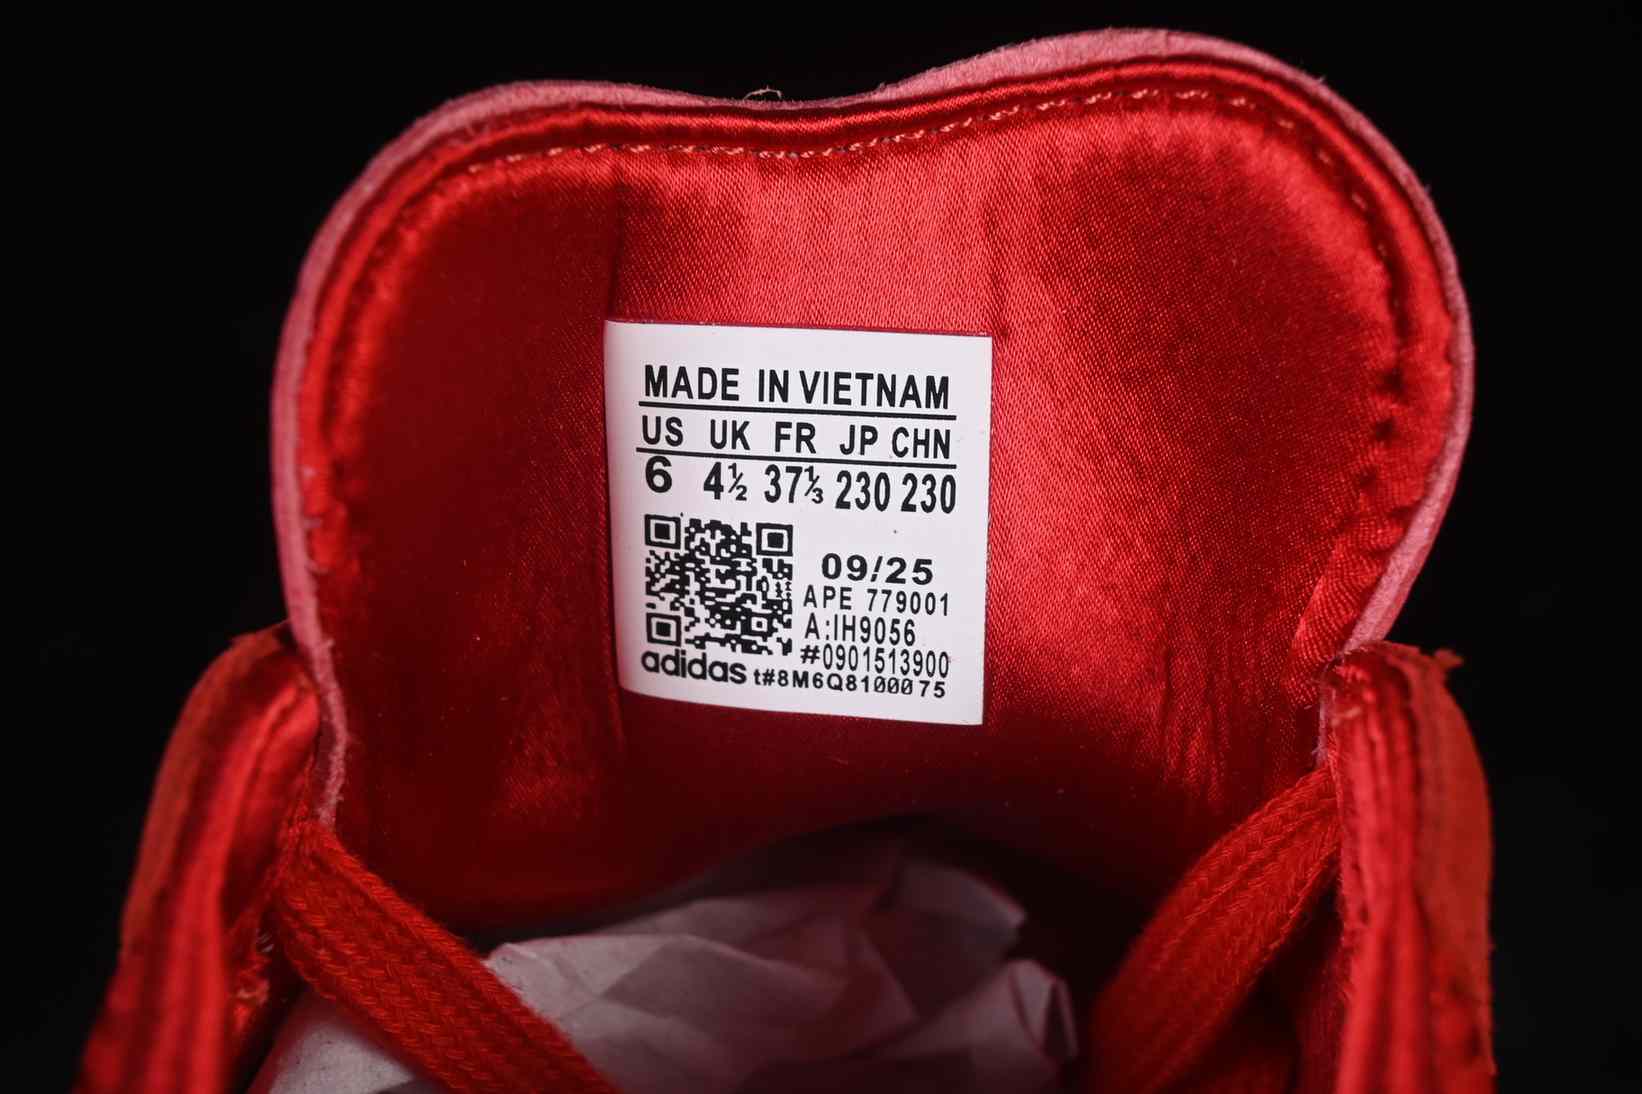 MADE IN VIETNAM
US UK FR JP CHN
6 4½ 37⅓ 230 230
09/25
APE 779001
A:IH9056
#0901513900
adidas t#8M6Q8100075